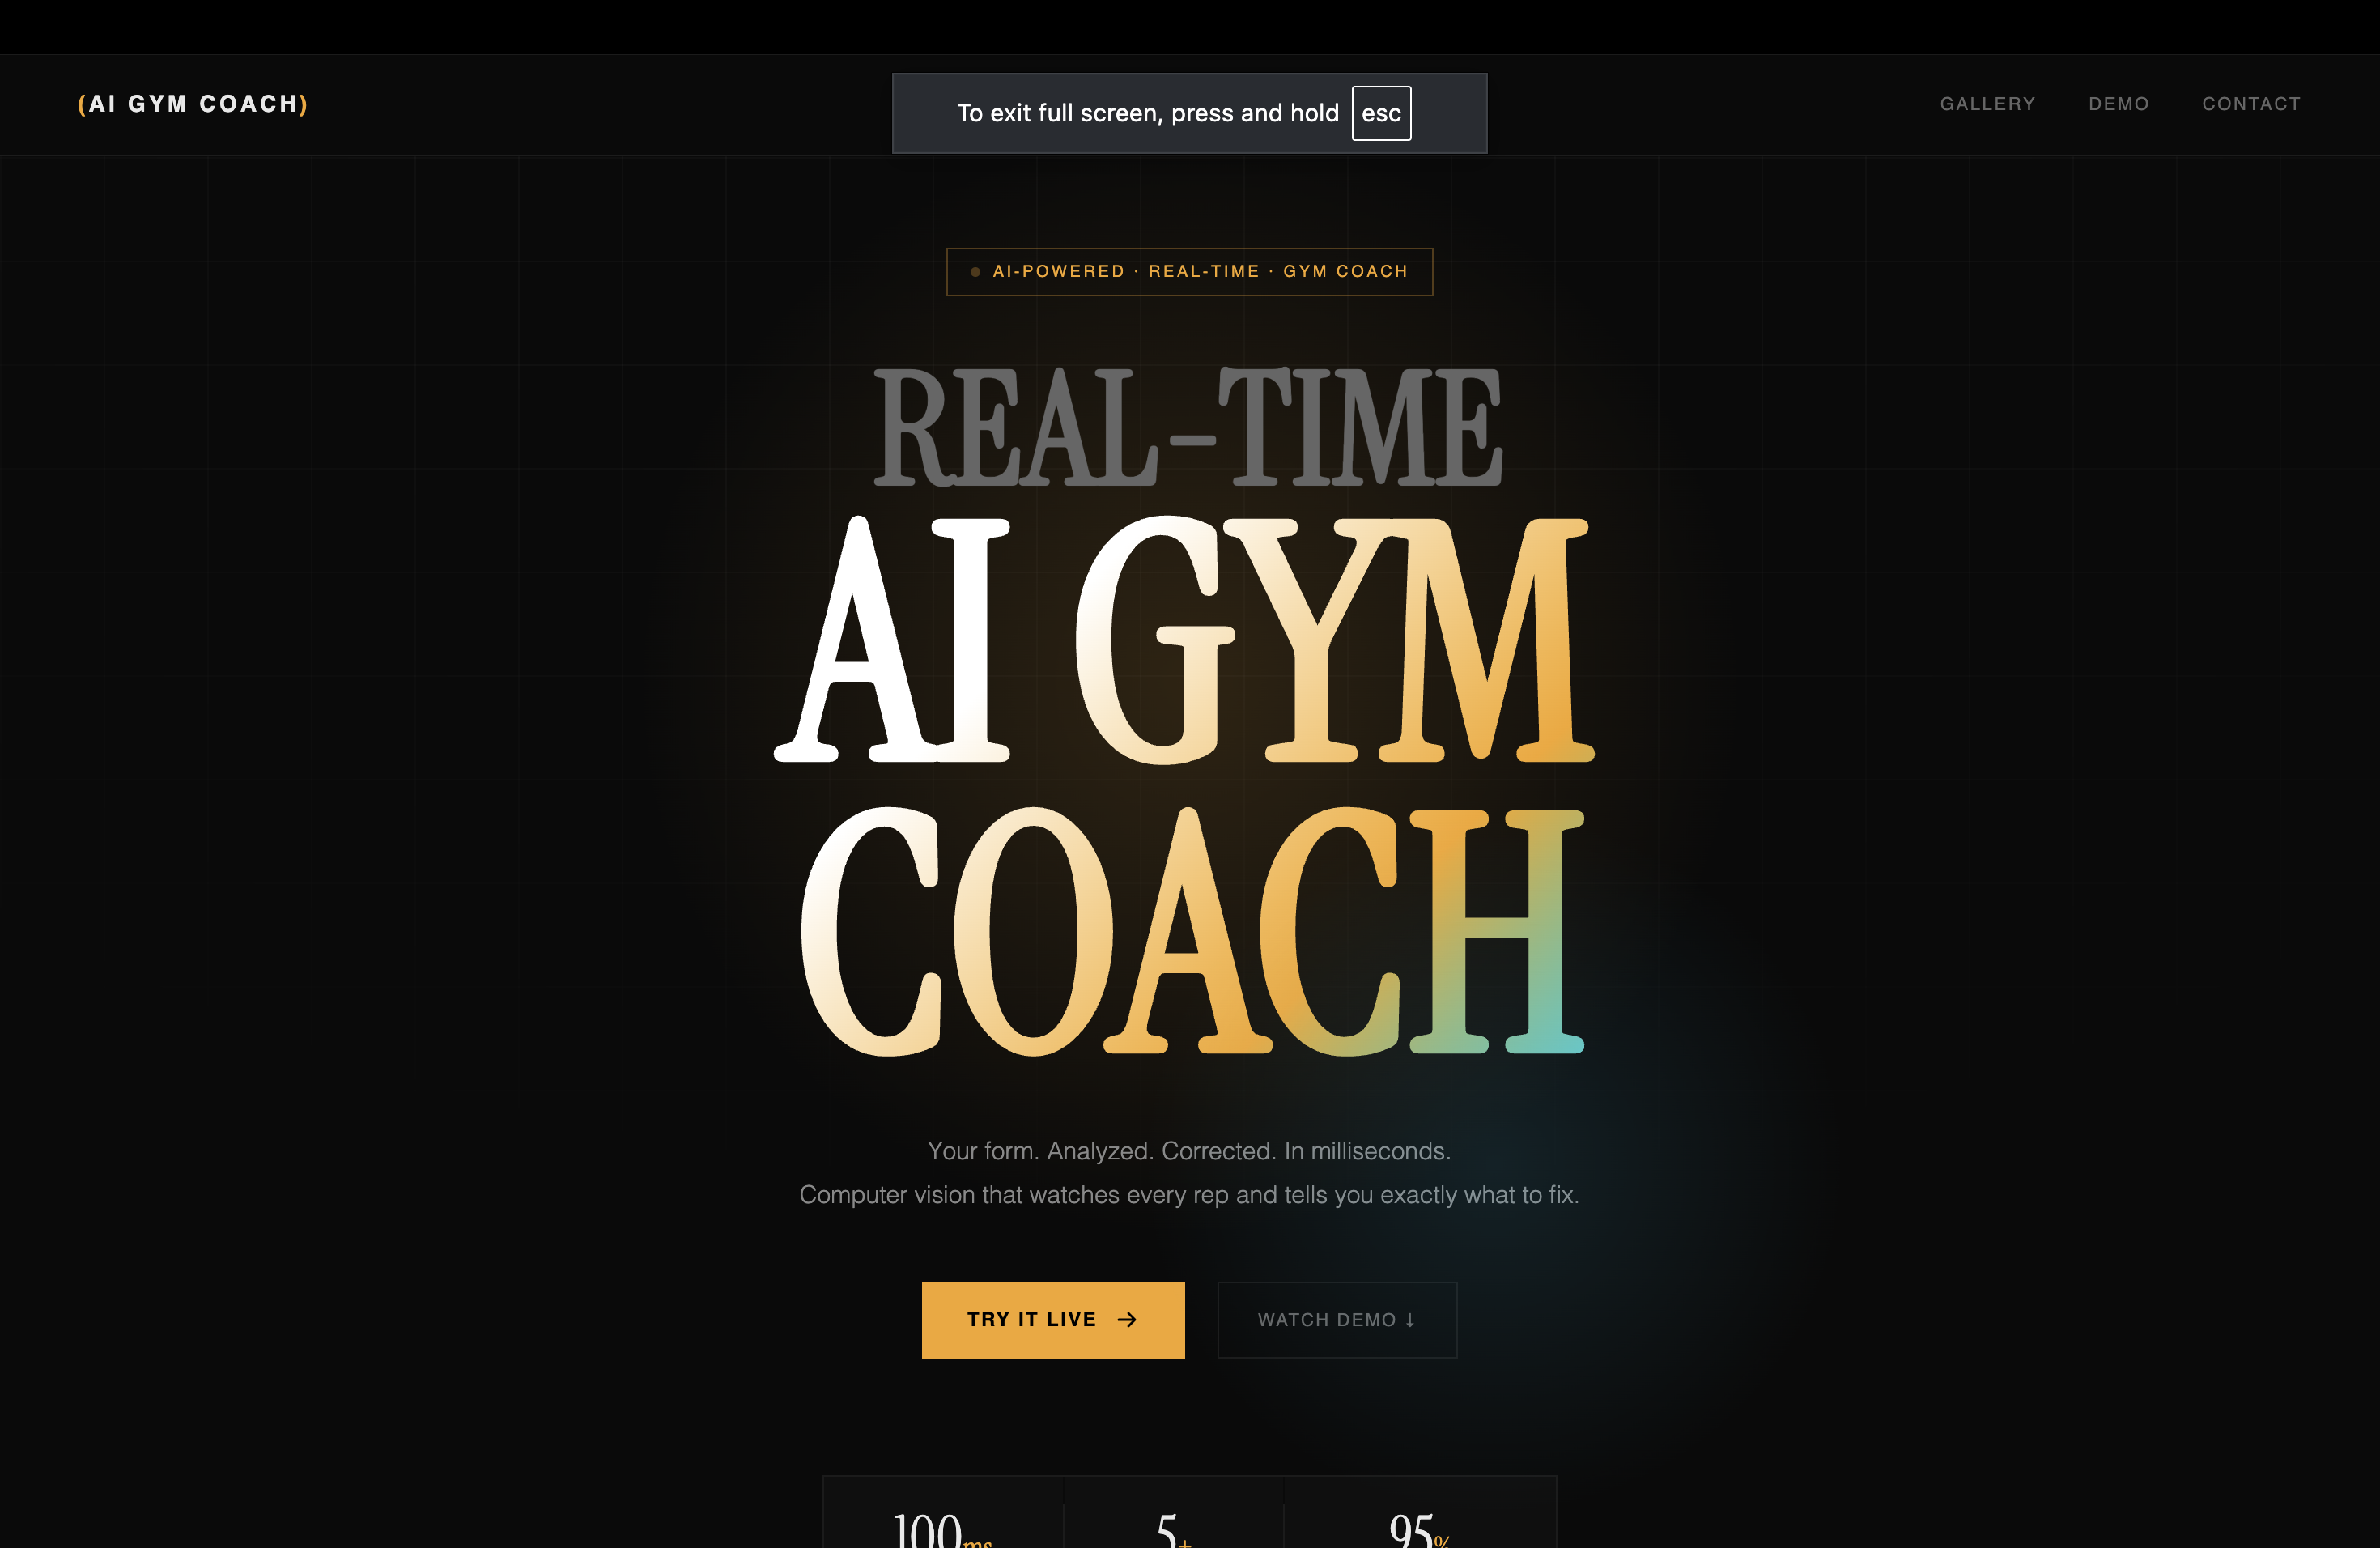 (AI GYM COACH)
To exit full screen, press and hold esc
GALLERY DEMO CONTACT
AI-POWERED · REAL-TIME · GYM COACH
REAL-TIME
AI GYM
COACH
Your form. Analyzed. Corrected. In milliseconds.
Computer vision that watches every rep and tells you exactly what to fix.
TRY IT LIVE →
WATCH DEMO ↓
100ms 5+ 95%